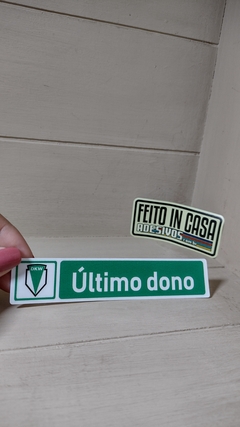 FEITO IN CASA
ADESIVOS
DKW
Último dono